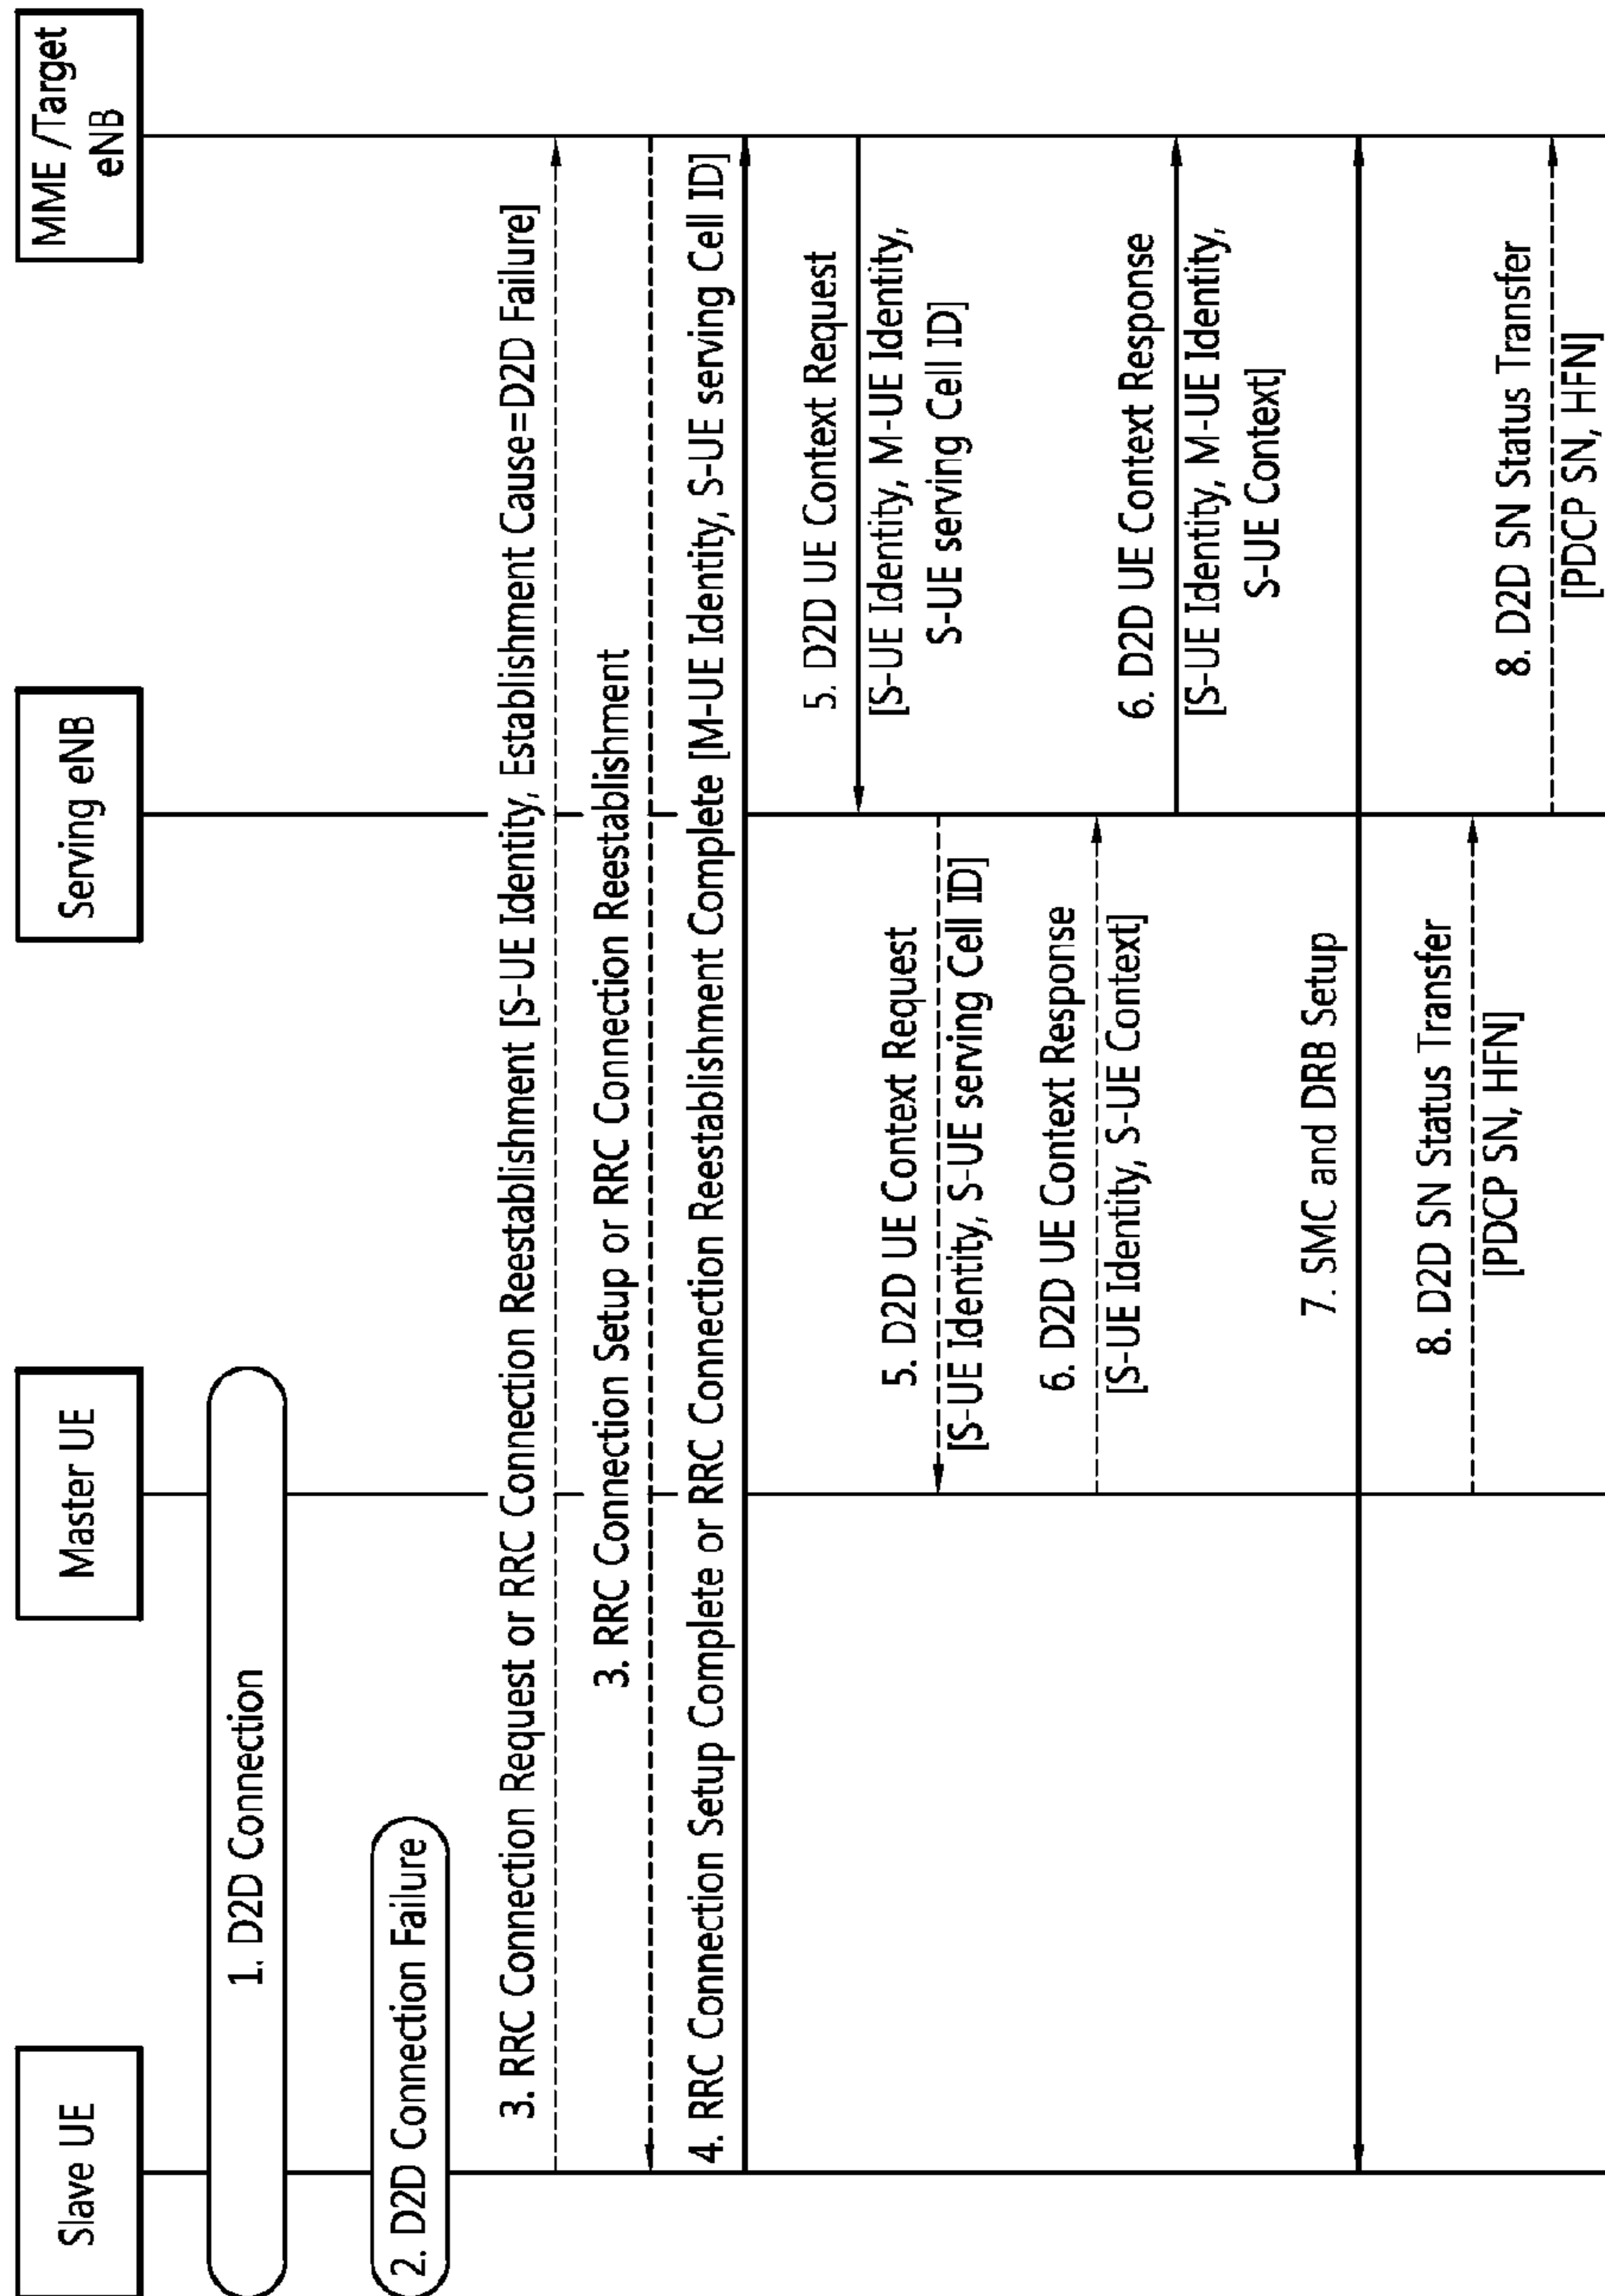 Slave UE
Master UE
Serving eNB
MME /Target
eNB
1. D2D Connection
2. D2D Connection Failure
3. RRC Connection Request or RRC Connection Reestablishment [S-UE Identity, Establishment Cause=D2D Failure]
3. RRC Connection Setup or RRC Connection Reestablishment
4. RRC Connection Setup Complete or RRC Connection Reestablishment Complete [M-UE Identity, S-UE serving Cell ID]
5. D2D UE Context Request
[S-UE Identity, M-UE Identity,
S-UE serving Cell ID]
5. D2D UE Context Request
[S-UE Identity, S-UE serving Cell ID]
6. D2D UE Context Response
[S-UE Identity, S-UE Context]
6. D2D UE Context Response
[S-UE Identity, M-UE Identity,
S-UE Context]
7. SMC and DRB Setup
8. D2D SN Status Transfer
[PDCP SN, HFN]
8. D2D SN Status Transfer
[PDCP SN, HFN]